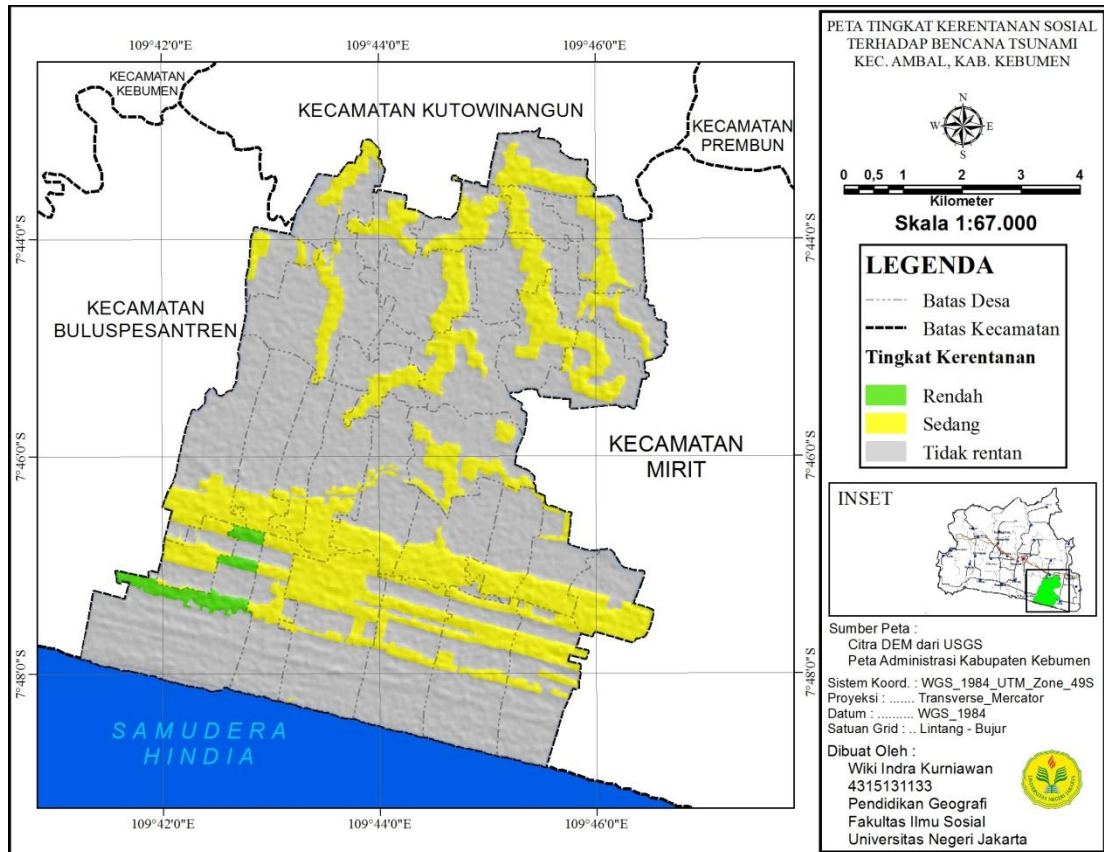 109°42'0"E
109°44'0"E
109°46'0"E
KECAMATAN
KEBUMEN
KECAMATAN KUTOWINANGUN
KECAMATAN
PREMBUN
7°44'0"S
7°44'0"S
KECAMATAN
BULUSPESANTREN
KECAMATAN
MIRIT
7°46'0"S
7°46'0"S
7°48'0"S
7°48'0"S
SAMUDERA
HINDIA
109°42'0"E
109°44'0"E
109°46'0"E
PETA TINGKAT KERENTANAN SOSIAL
TERHADAP BENCANA TSUNAMI
KEC. AMBAL, KAB. KEBUMEN
N
W E
S
0 0,5 1 2 3 4
Kilometer
Skala 1:67.000
LEGENDA
Batas Desa
Batas Kecamatan
Tingkat Kerentanan
Rendah
Sedang
Tidak rentan
INSET
Sumber Peta :
Citra DEM dari USGS
Peta Administrasi Kabupaten Kebumen
Sistem Koord. : WGS_1984_UTM_Zone_49S
Proyeksi : ....... Transverse_Mercator
Datum : .......... WGS_1984
Satuan Grid : .. Lintang - Bujur
Dibuat Oleh :
Wiki Indra Kurniawan
4315131133
Pendidikan Geografi
Fakultas Ilmu Sosial
Universitas Negeri Jakarta